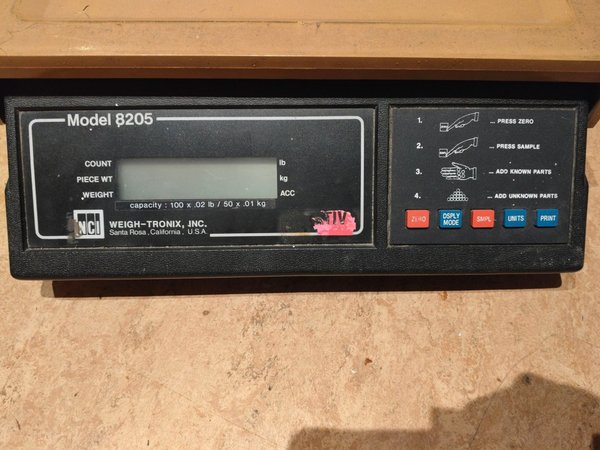 Model 8205
COUNT
lb
PIECE WT
kg
WEIGHT
ACC
capacity : 100 x .02 lb / 50 x .01 kg
NCI
WEIGH-TRONIX, INC.
Santa Rosa, California, U.S.A.
1. ... PRESS ZERO
2. ... PRESS SAMPLE
3. ... ADD KNOWN PARTS
4. ... ADD UNKNOWN PARTS
ZERO
DSPLY
MODE
SMPL
UNITS
PRINT